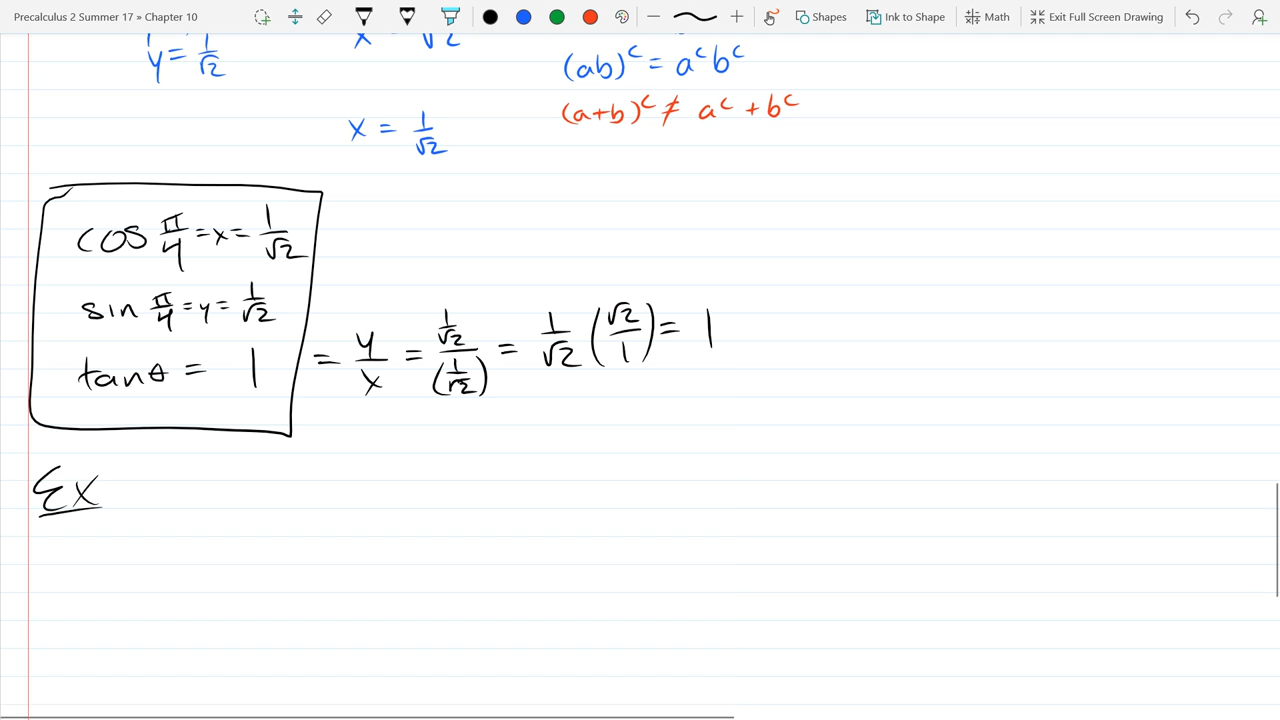 Precalculus 2 Summer 17 » Chapter 10
Shapes
Ink to Shape
Math
Exit Full Screen Drawing
y = 1/√2
x = 1/√2
(ab)^c = a^c b^c
(a+b)^c ≠ a^c + b^c
x = 1/√2
cos π/4 = x = 1/√2
sin π/4 = y = 1/√2
tan θ = 1 = y/x = (1/√2)/(1/√2) = 1/√2 (√2/1) = 1
Ex